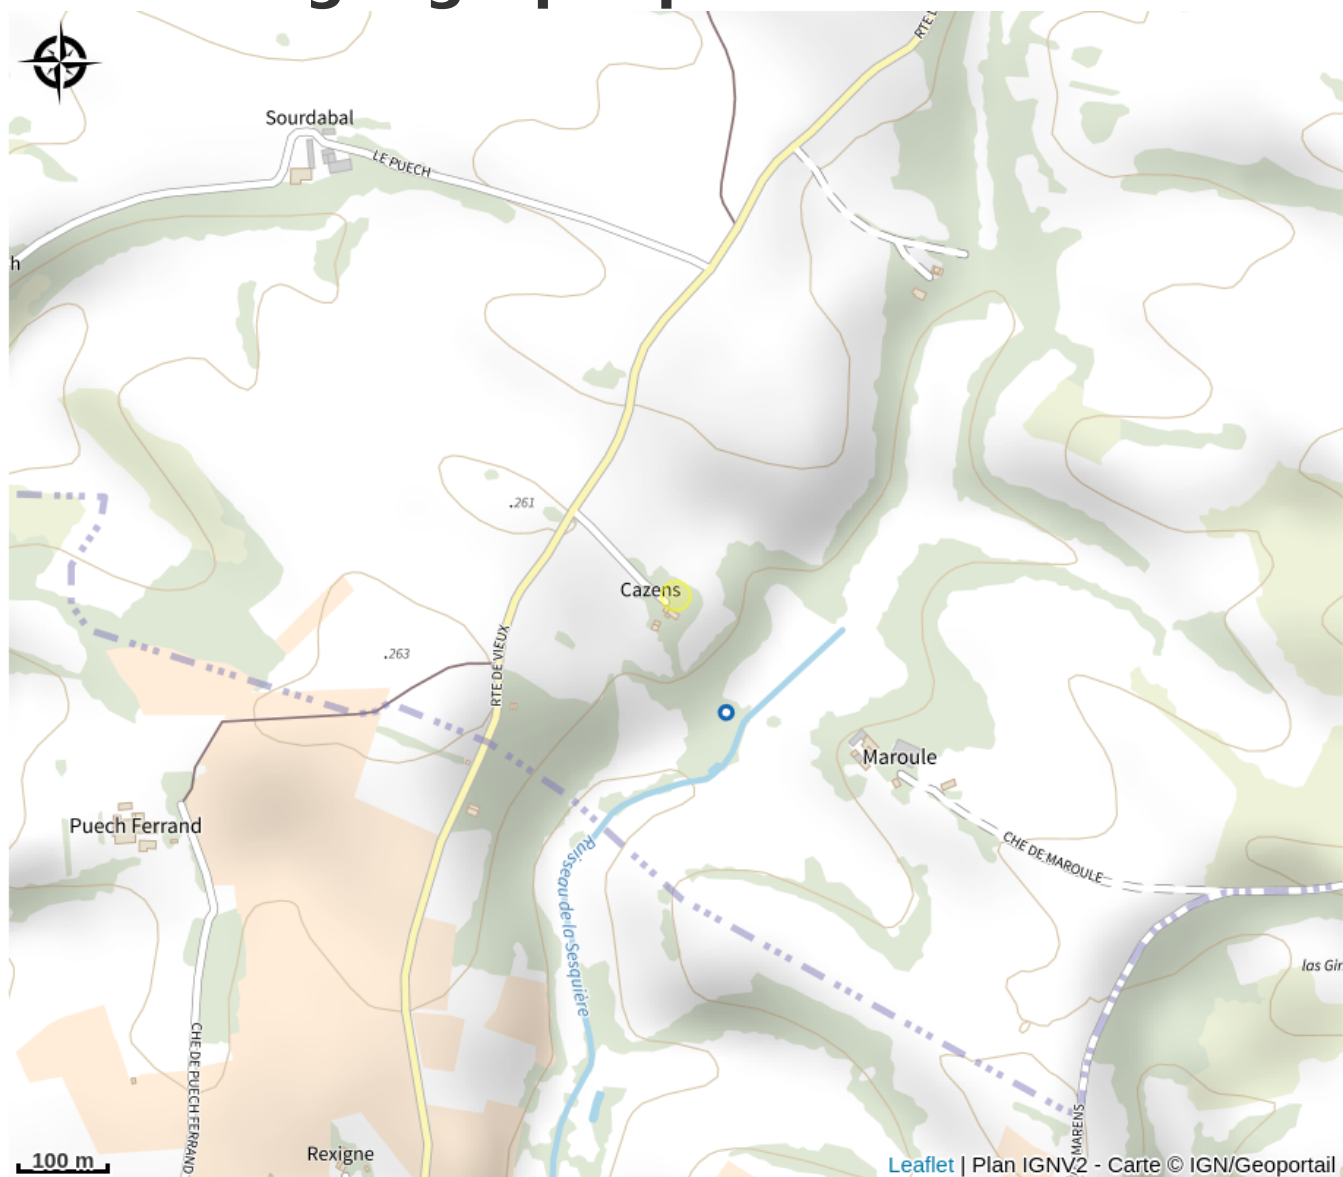 RTE D
Sourdabal
LE PUECH
h
.261
Cazens
RTE DE VIEUX
.263
Maroule
Puech Ferrand
CHE DE MAROULE
Ruisseau de la Sesquière
las Gir
CHE DE PUECH FERRAND
MARENS
Rexigne
100 m
Leaflet | Plan IGNV2 - Carte © IGN/Geoportail